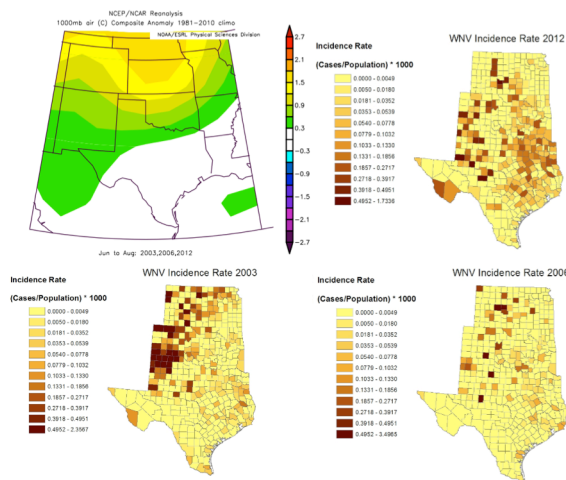 NCEP/NCAR Reanalysis
1000mb air (C) Composite Anomaly 1981-2010 climo
NOAA/ESRL Physical Sciences Division
2.7
2.1
1.5
0.9
0.3
-0.3
-0.9
-1.5
-2.1
-2.7
Jun to Aug: 2003,2006,2012
WNV Incidence Rate 2012
Incidence Rate
(Cases/Population) * 1000
0.0000 - 0.0049
0.0050 - 0.0180
0.0181 - 0.0352
0.0353 - 0.0539
0.0540 - 0.0778
0.0779 - 0.1032
0.1033 - 0.1330
0.1331 - 0.1856
0.1857 - 0.2717
0.2718 - 0.3917
0.3918 - 0.4951
0.4952 - 1.7336
WNV Incidence Rate 2003
Incidence Rate
(Cases/Population) * 1000
0.0000 - 0.0049
0.0050 - 0.0180
0.0181 - 0.0352
0.0353 - 0.0539
0.0540 - 0.0778
0.0779 - 0.1032
0.1033 - 0.1330
0.1331 - 0.1856
0.1857 - 0.2717
0.2718 - 0.3917
0.3918 - 0.4951
0.4952 - 2.3567
WNV Incidence Rate 2006
Incidence Rate
(Cases/Population) * 1000
0.0000 - 0.0049
0.0050 - 0.0180
0.0181 - 0.0352
0.0353 - 0.0539
0.0540 - 0.0778
0.0779 - 0.1032
0.1033 - 0.1330
0.1331 - 0.1856
0.1857 - 0.2717
0.2718 - 0.3917
0.3918 - 0.4951
0.4952 - 3.4965